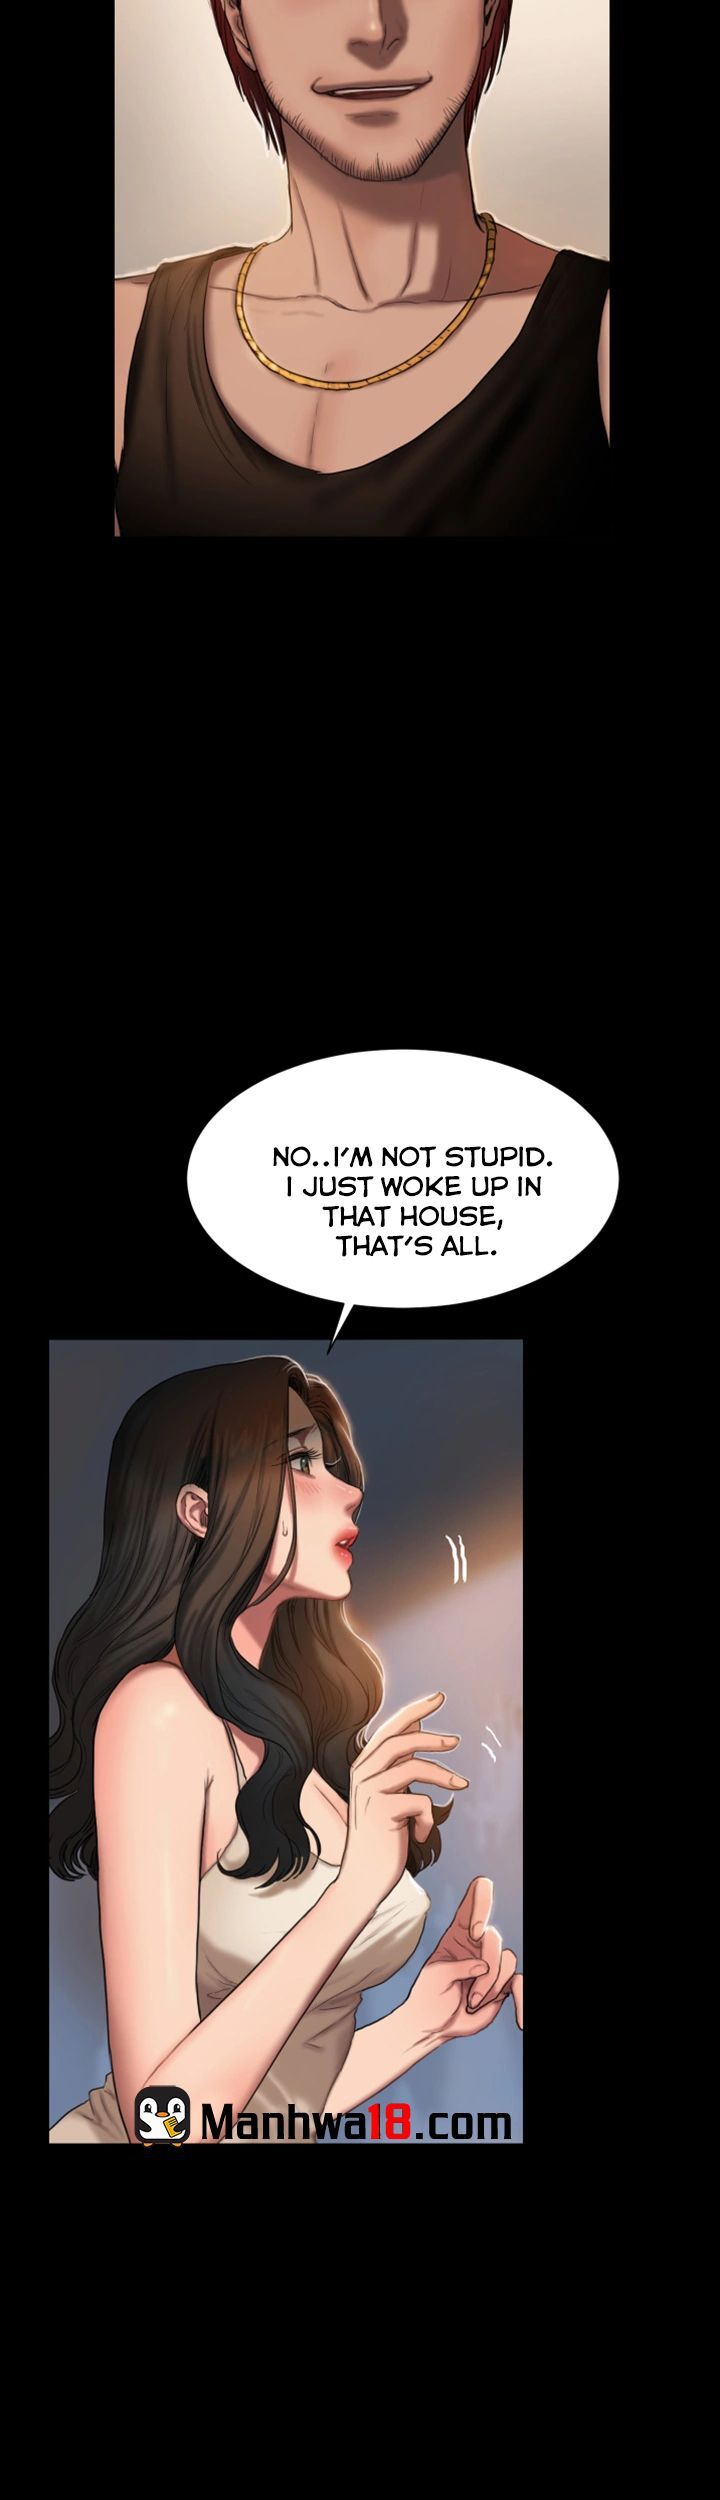 NO..I'M NOT STUPID.
I JUST WOKE UP IN
THAT HOUSE,
THAT'S ALL.
Manhwa18.com